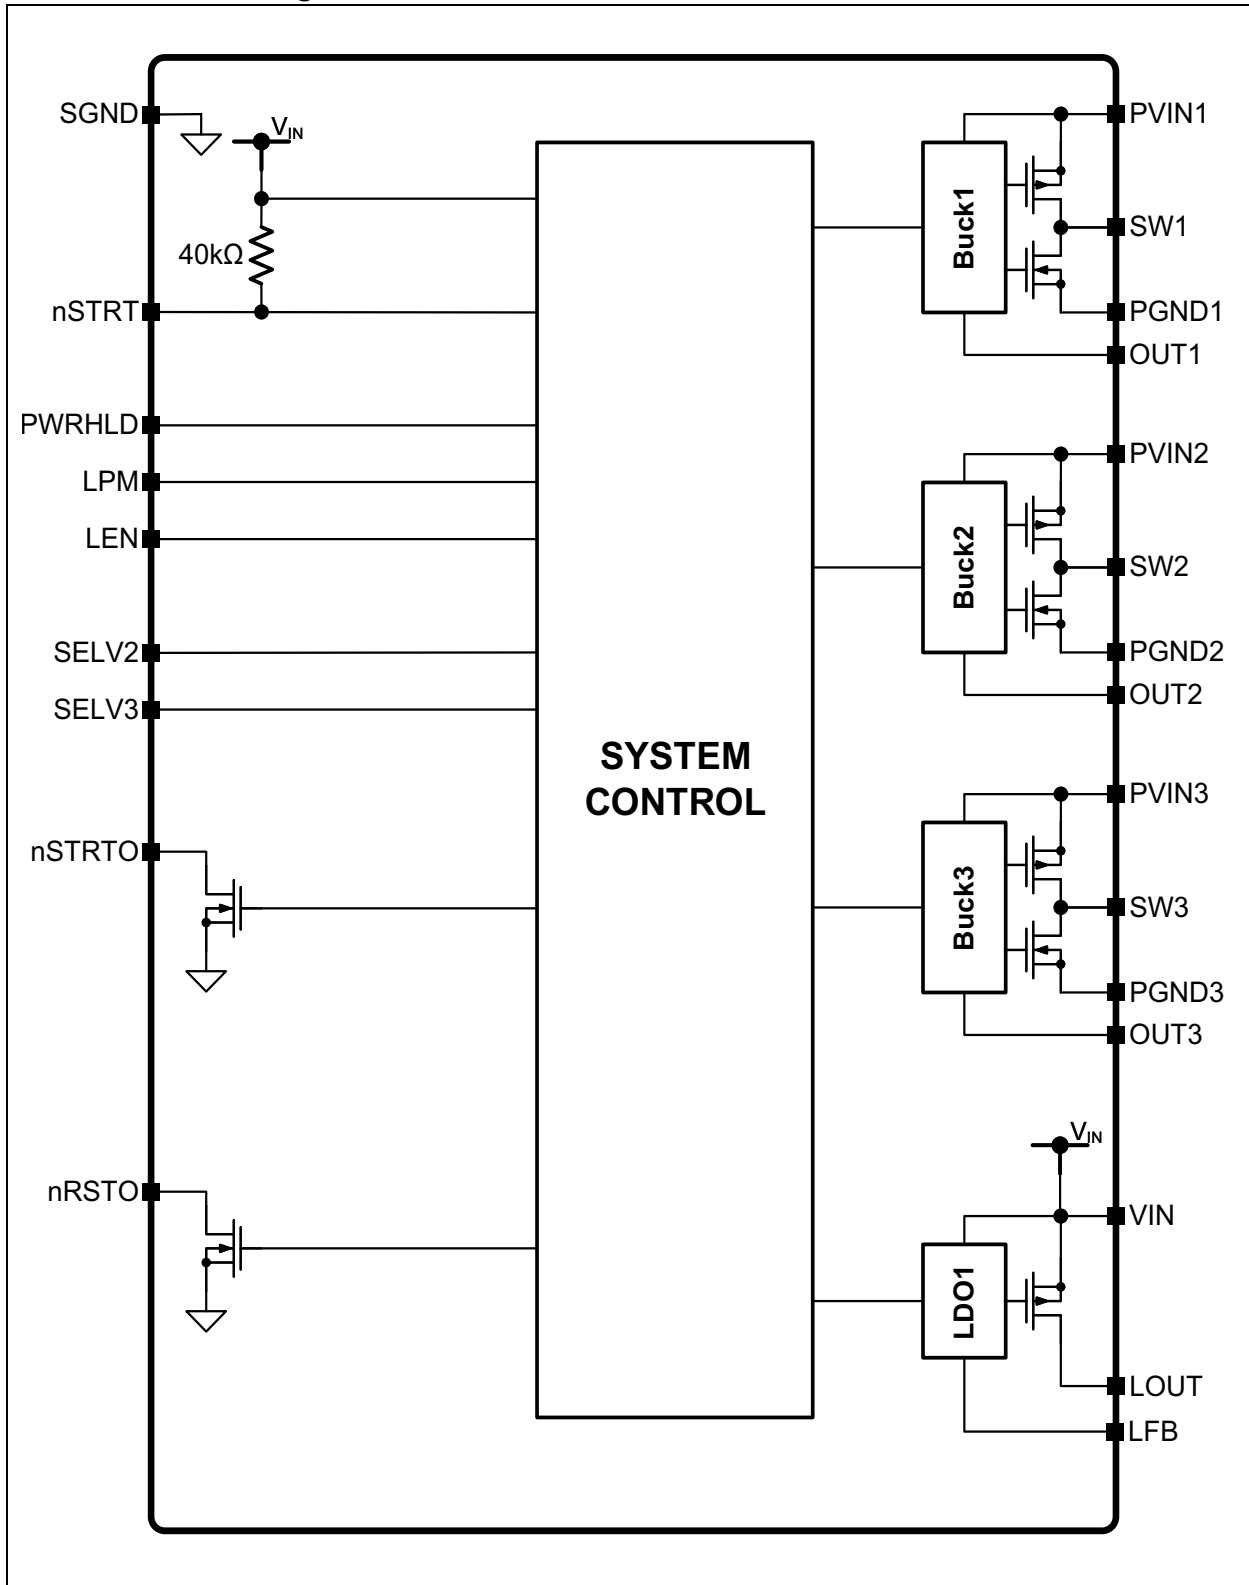 SGND
V_IN
40kΩ
nSTRT
PWRHLD
LPM
LEN
SELV2
SELV3
nSTRTO
nRSTO
SYSTEM
CONTROL
Buck1
PVIN1
SW1
PGND1
OUT1
Buck2
PVIN2
SW2
PGND2
OUT2
Buck3
PVIN3
SW3
PGND3
OUT3
V_IN
VIN
LDO1
LOUT
LFB